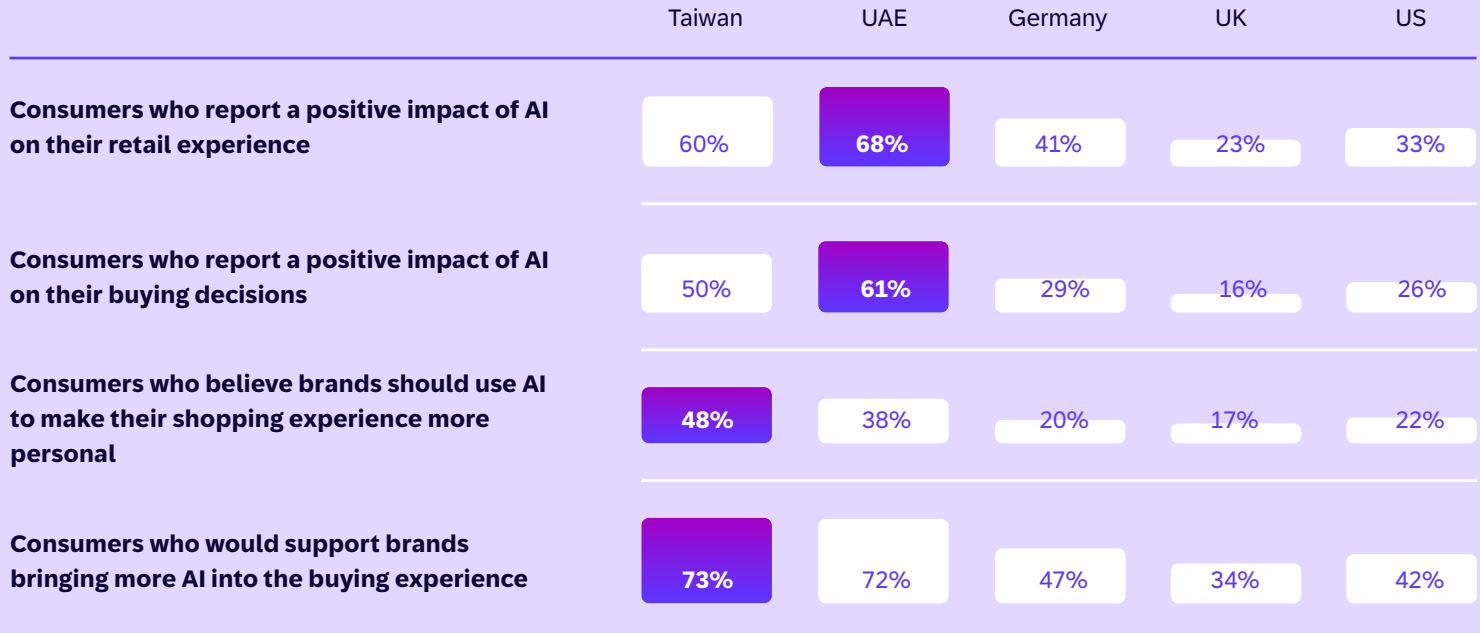 Taiwan UAE Germany UK US
Consumers who report a positive impact of AI
on their retail experience
60% 68% 41% 23% 33%
Consumers who report a positive impact of AI
on their buying decisions
50% 61% 29% 16% 26%
Consumers who believe brands should use AI
to make their shopping experience more
personal
48% 38% 20% 17% 22%
Consumers who would support brands
bringing more AI into the buying experience
73% 72% 47% 34% 42%